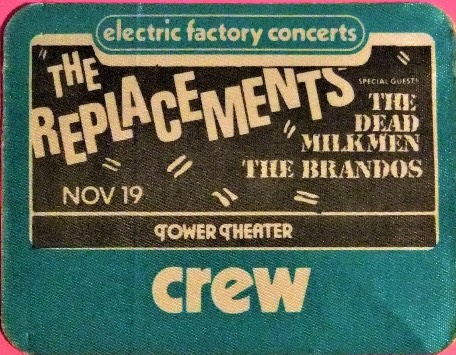 electric factory concerts
THE
REPLACEMENTS
SPECIAL GUESTS
THE
DEAD
MILKMEN
THE BRANDOS
NOV 19
TOWER THEATER
crew